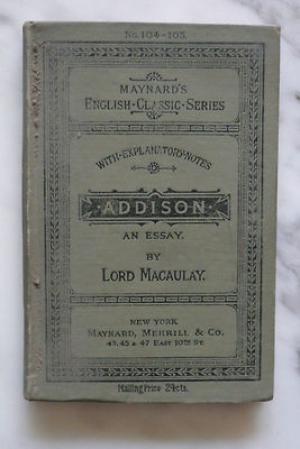 No. 104-105.
MAYNARD'S
ENGLISH·CLASSIC·SERIES
WITH·EXPLANATORY·NOTES
·ADDISON·
AN ESSAY.
BY
LORD MACAULAY.
NEW YORK
MAYNARD, MERRILL & CO.
43, 45 & 47 EAST 10TH ST.
Mailing Price 24cts.